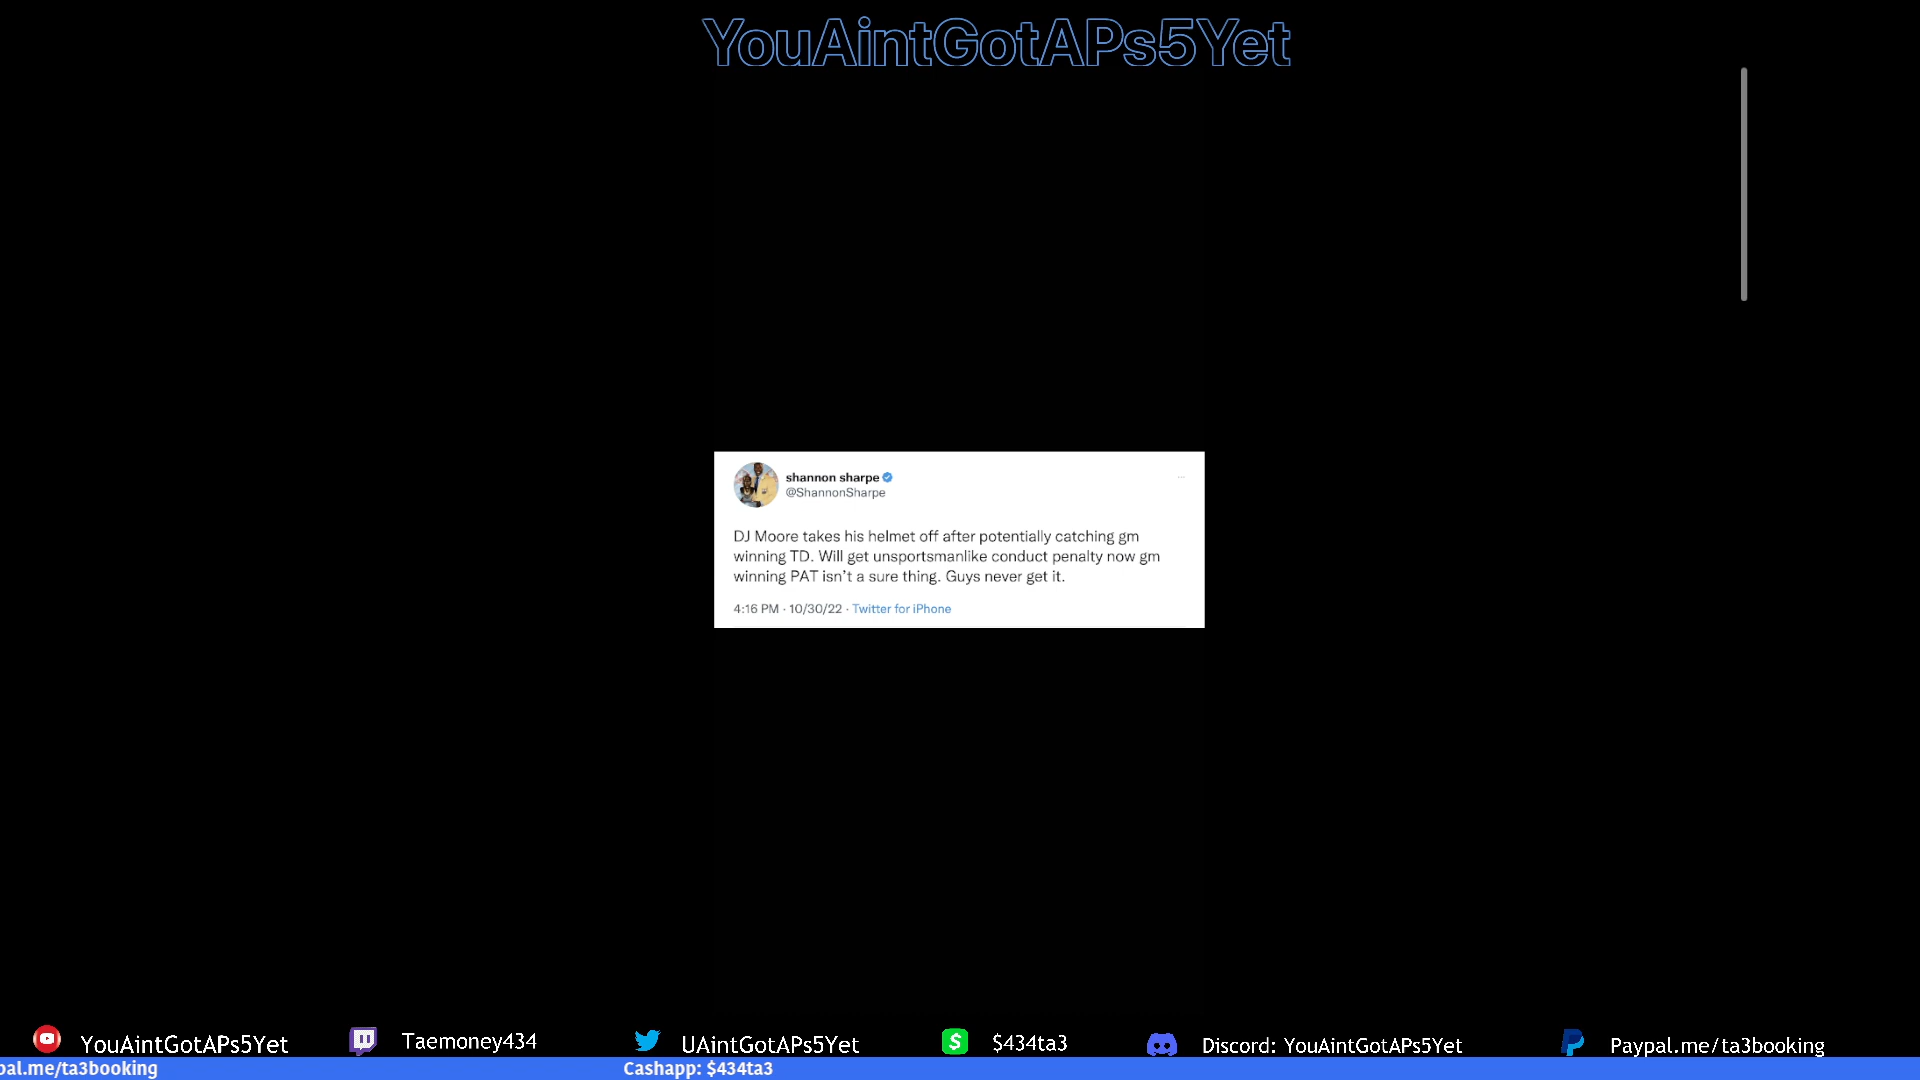 YouAintGotAPs5Yet
shannon sharpe
@ShannonSharpe
DJ Moore takes his helmet off after potentially catching gm
winning TD. Will get unsportsmanlike conduct penalty now gm
winning PAT isn't a sure thing. Guys never get it.
4:16 PM · 10/30/22 · Twitter for iPhone
YouAintGotAPs5Yet Taemoney434 UAintGotAPs5Yet $434ta3 Discord: YouAintGotAPs5Yet Paypal.me/ta3booking
pal.me/ta3booking Cashapp: $434ta3